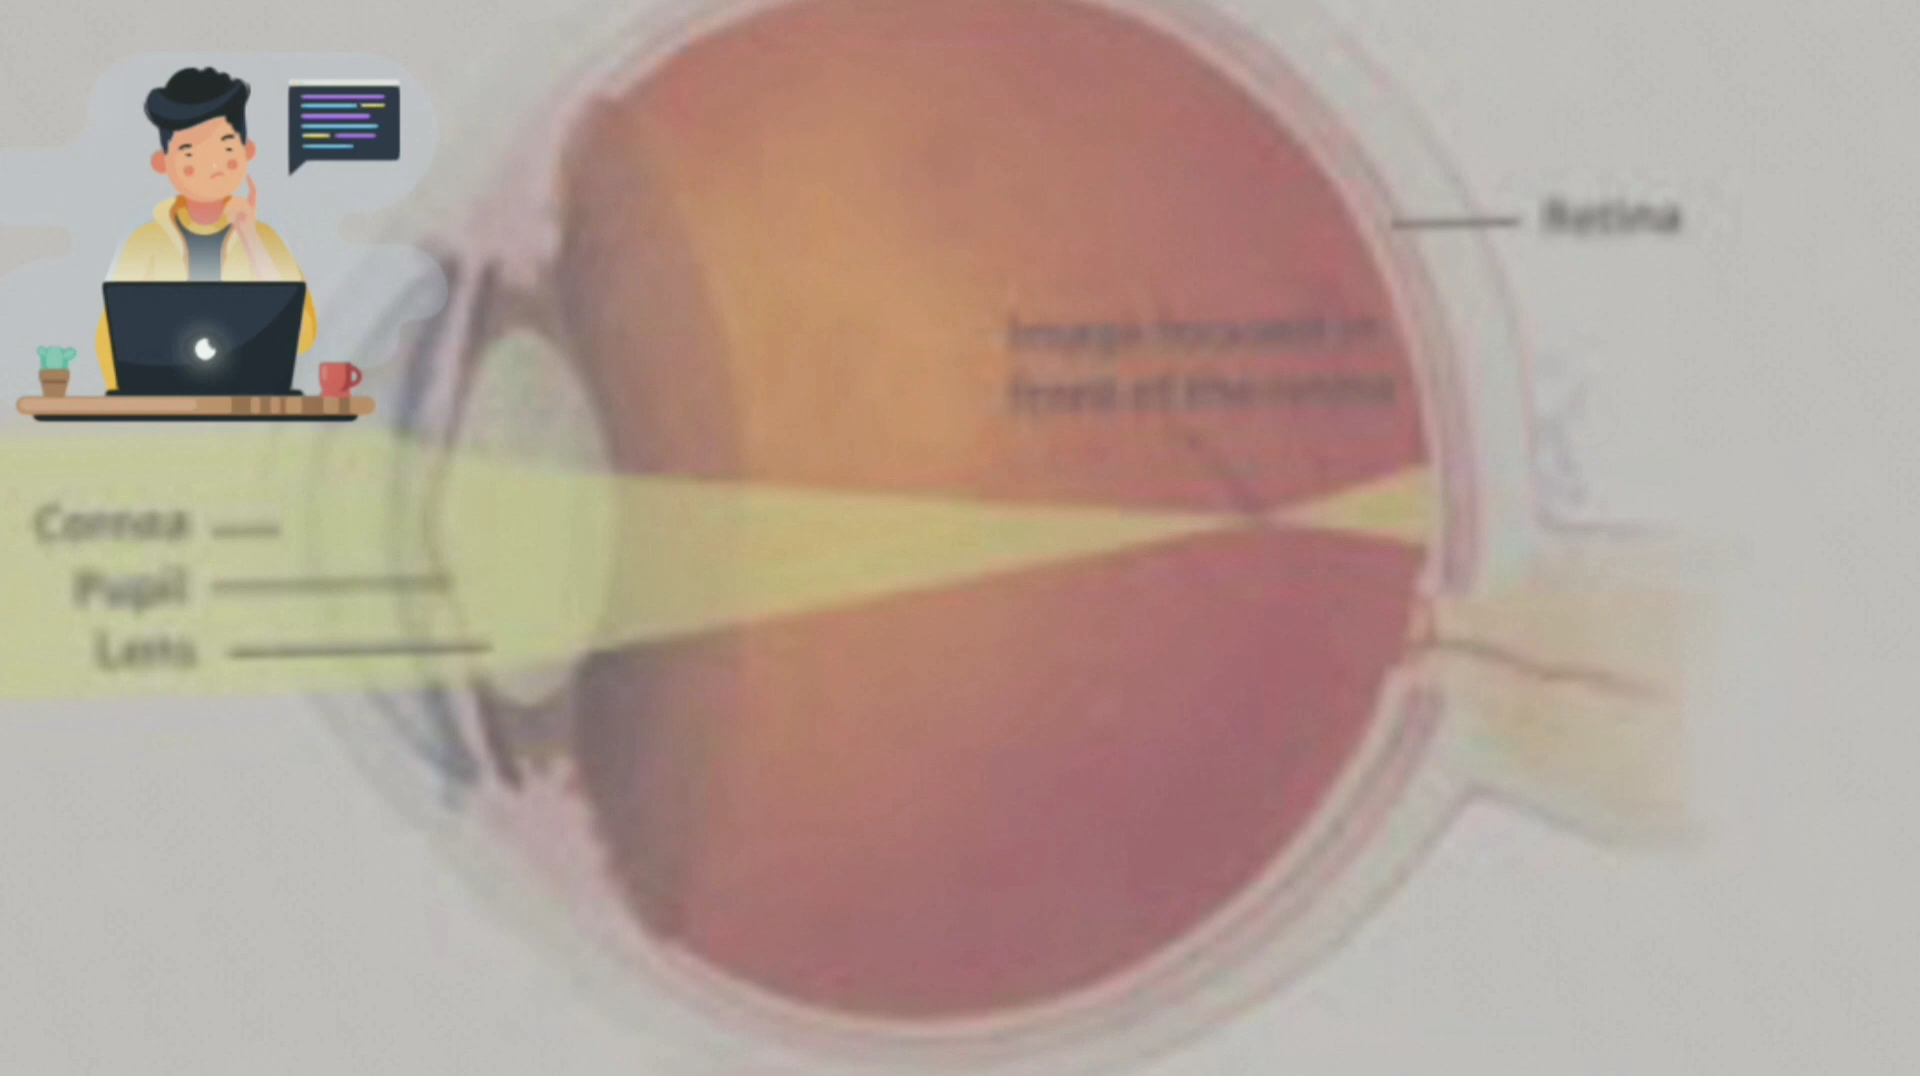 Retina
Image focused in
front of the retina
Cornea
Pupil
Lens